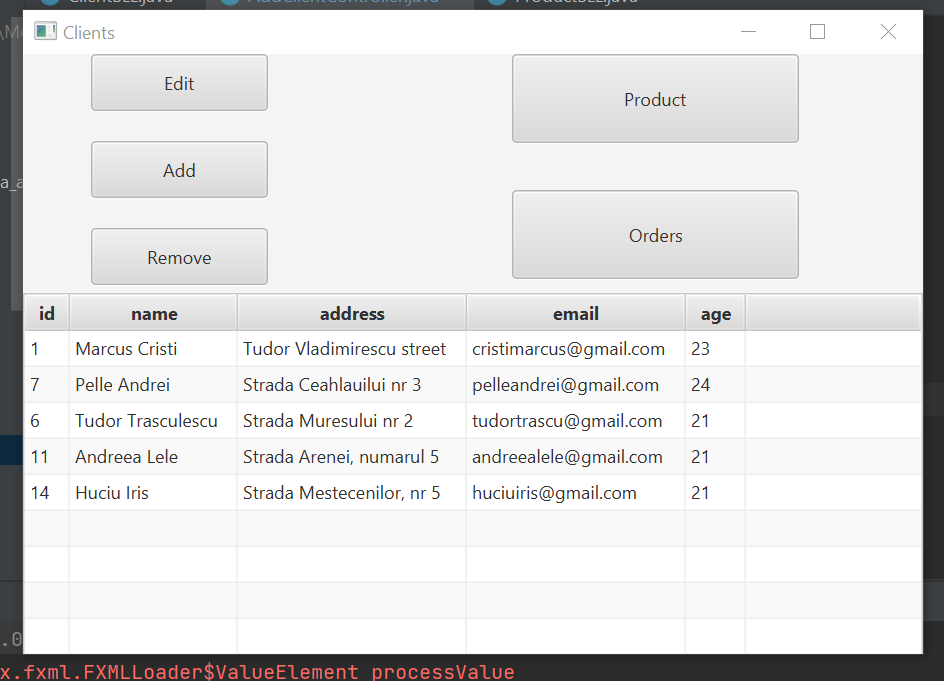 Clients
Edit
Product
Add
Orders
Remove
id name address email age
1 Marcus Cristi Tudor Vladimirescu street cristimarcus@gmail.com 23
7 Pelle Andrei Strada Ceahlauilui nr 3 pelleandrei@gmail.com 24
6 Tudor Trasculescu Strada Muresului nr 2 tudortrascu@gmail.com 21
11 Andreea Lele Strada Arenei, numarul 5 andreealele@gmail.com 21
14 Huciu Iris Strada Mestecenilor, nr 5 huciuiris@gmail.com 21
.0
x.fxml.FXMLLoader$ValueElement processValue